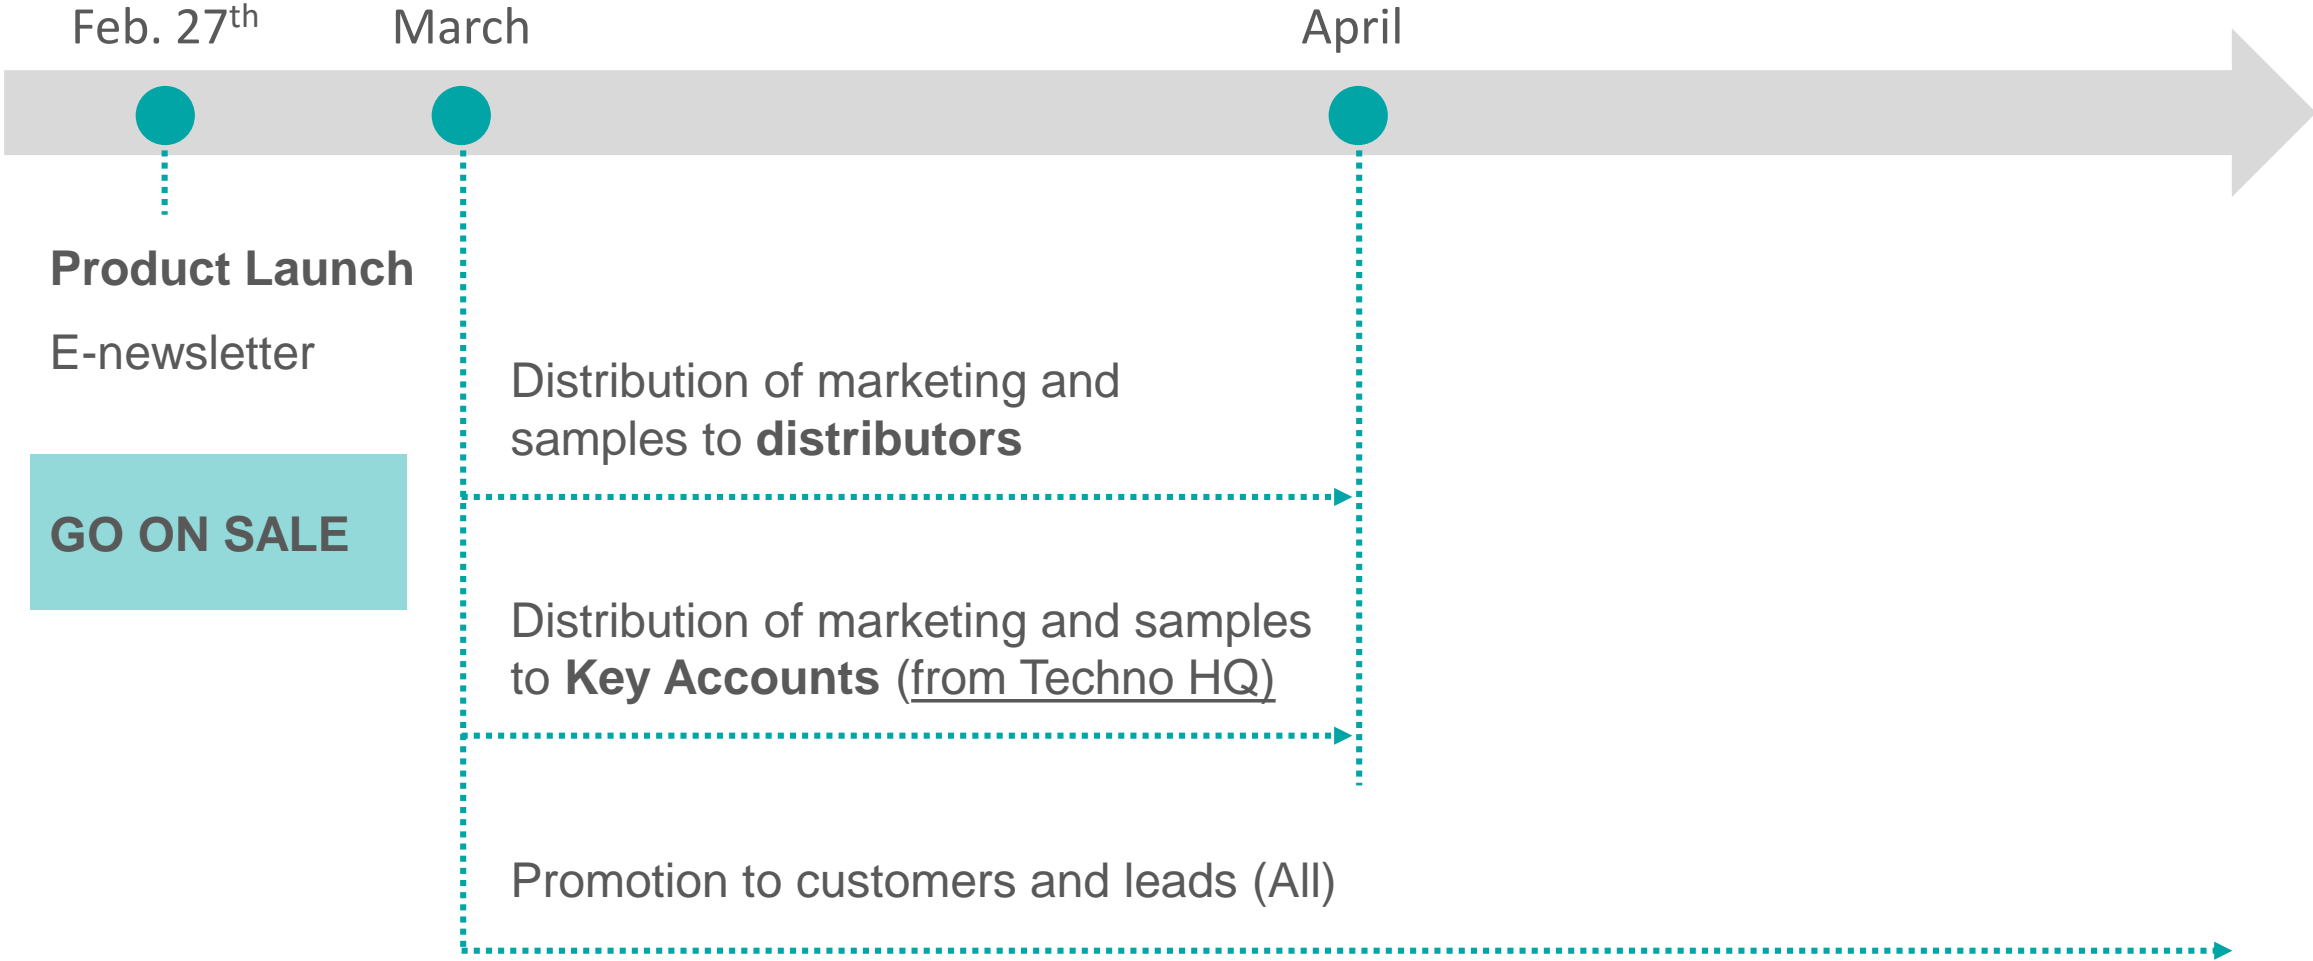 Feb. 27th
March
April
Product Launch
E-newsletter
GO ON SALE
Distribution of marketing and
samples to distributors
Distribution of marketing and samples
to Key Accounts (from Techno HQ)
Promotion to customers and leads (All)